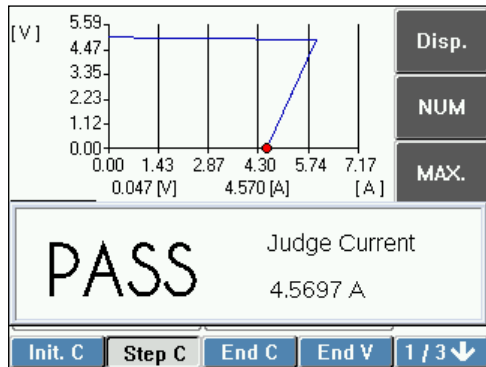 [V]
5.59
4.47
3.35
2.23
1.12
0.00
0.00 1.43 2.87 4.30 5.74 7.17
0.047 [V] 4.570 [A] [A]
Disp.
NUM
MAX.
PASS
Judge Current
4.5697 A
Init. C Step C End C End V 1/3